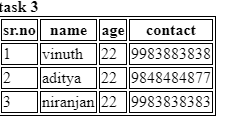 task 3
sr.no name age contact
1 vinuth 22 9983883838
2 aditya 22 9848484877
3 niranjan 22 9983838383